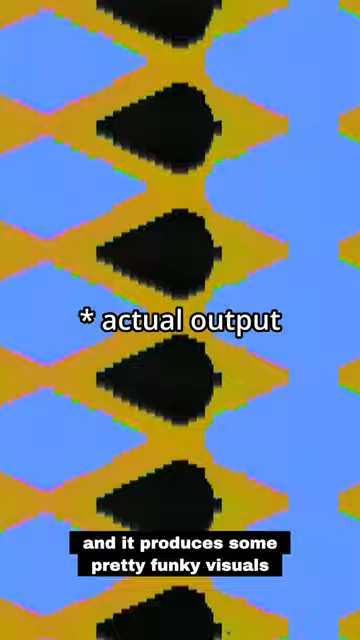 * actual output
and it produces some
pretty funky visuals